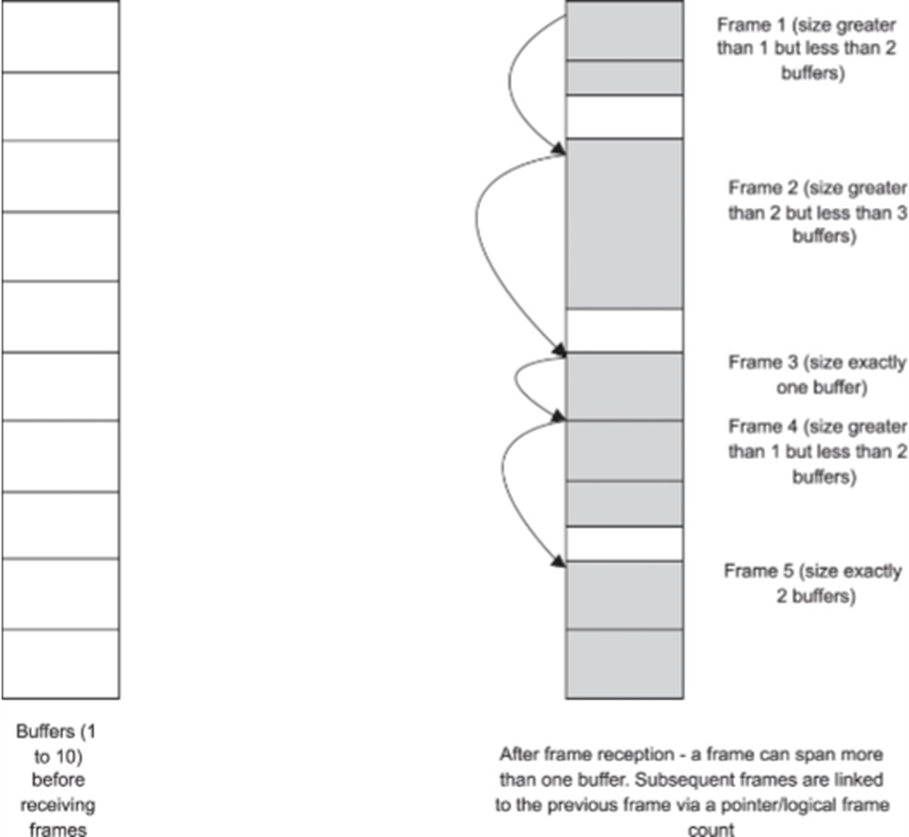 Frame 1 (size greater
than 1 but less than 2
buffers)
Frame 2 (size greater
than 2 but less than 3
buffers)
Frame 3 (size exactly
one buffer)
Frame 4 (size greater
than 1 but less than 2
buffers)
Frame 5 (size exactly
2 buffers)
Buffers (1
to 10)
before
receiving
frames
After frame reception - a frame can span more
than one buffer. Subsequent frames are linked
to the previous frame via a pointer/logical frame
count